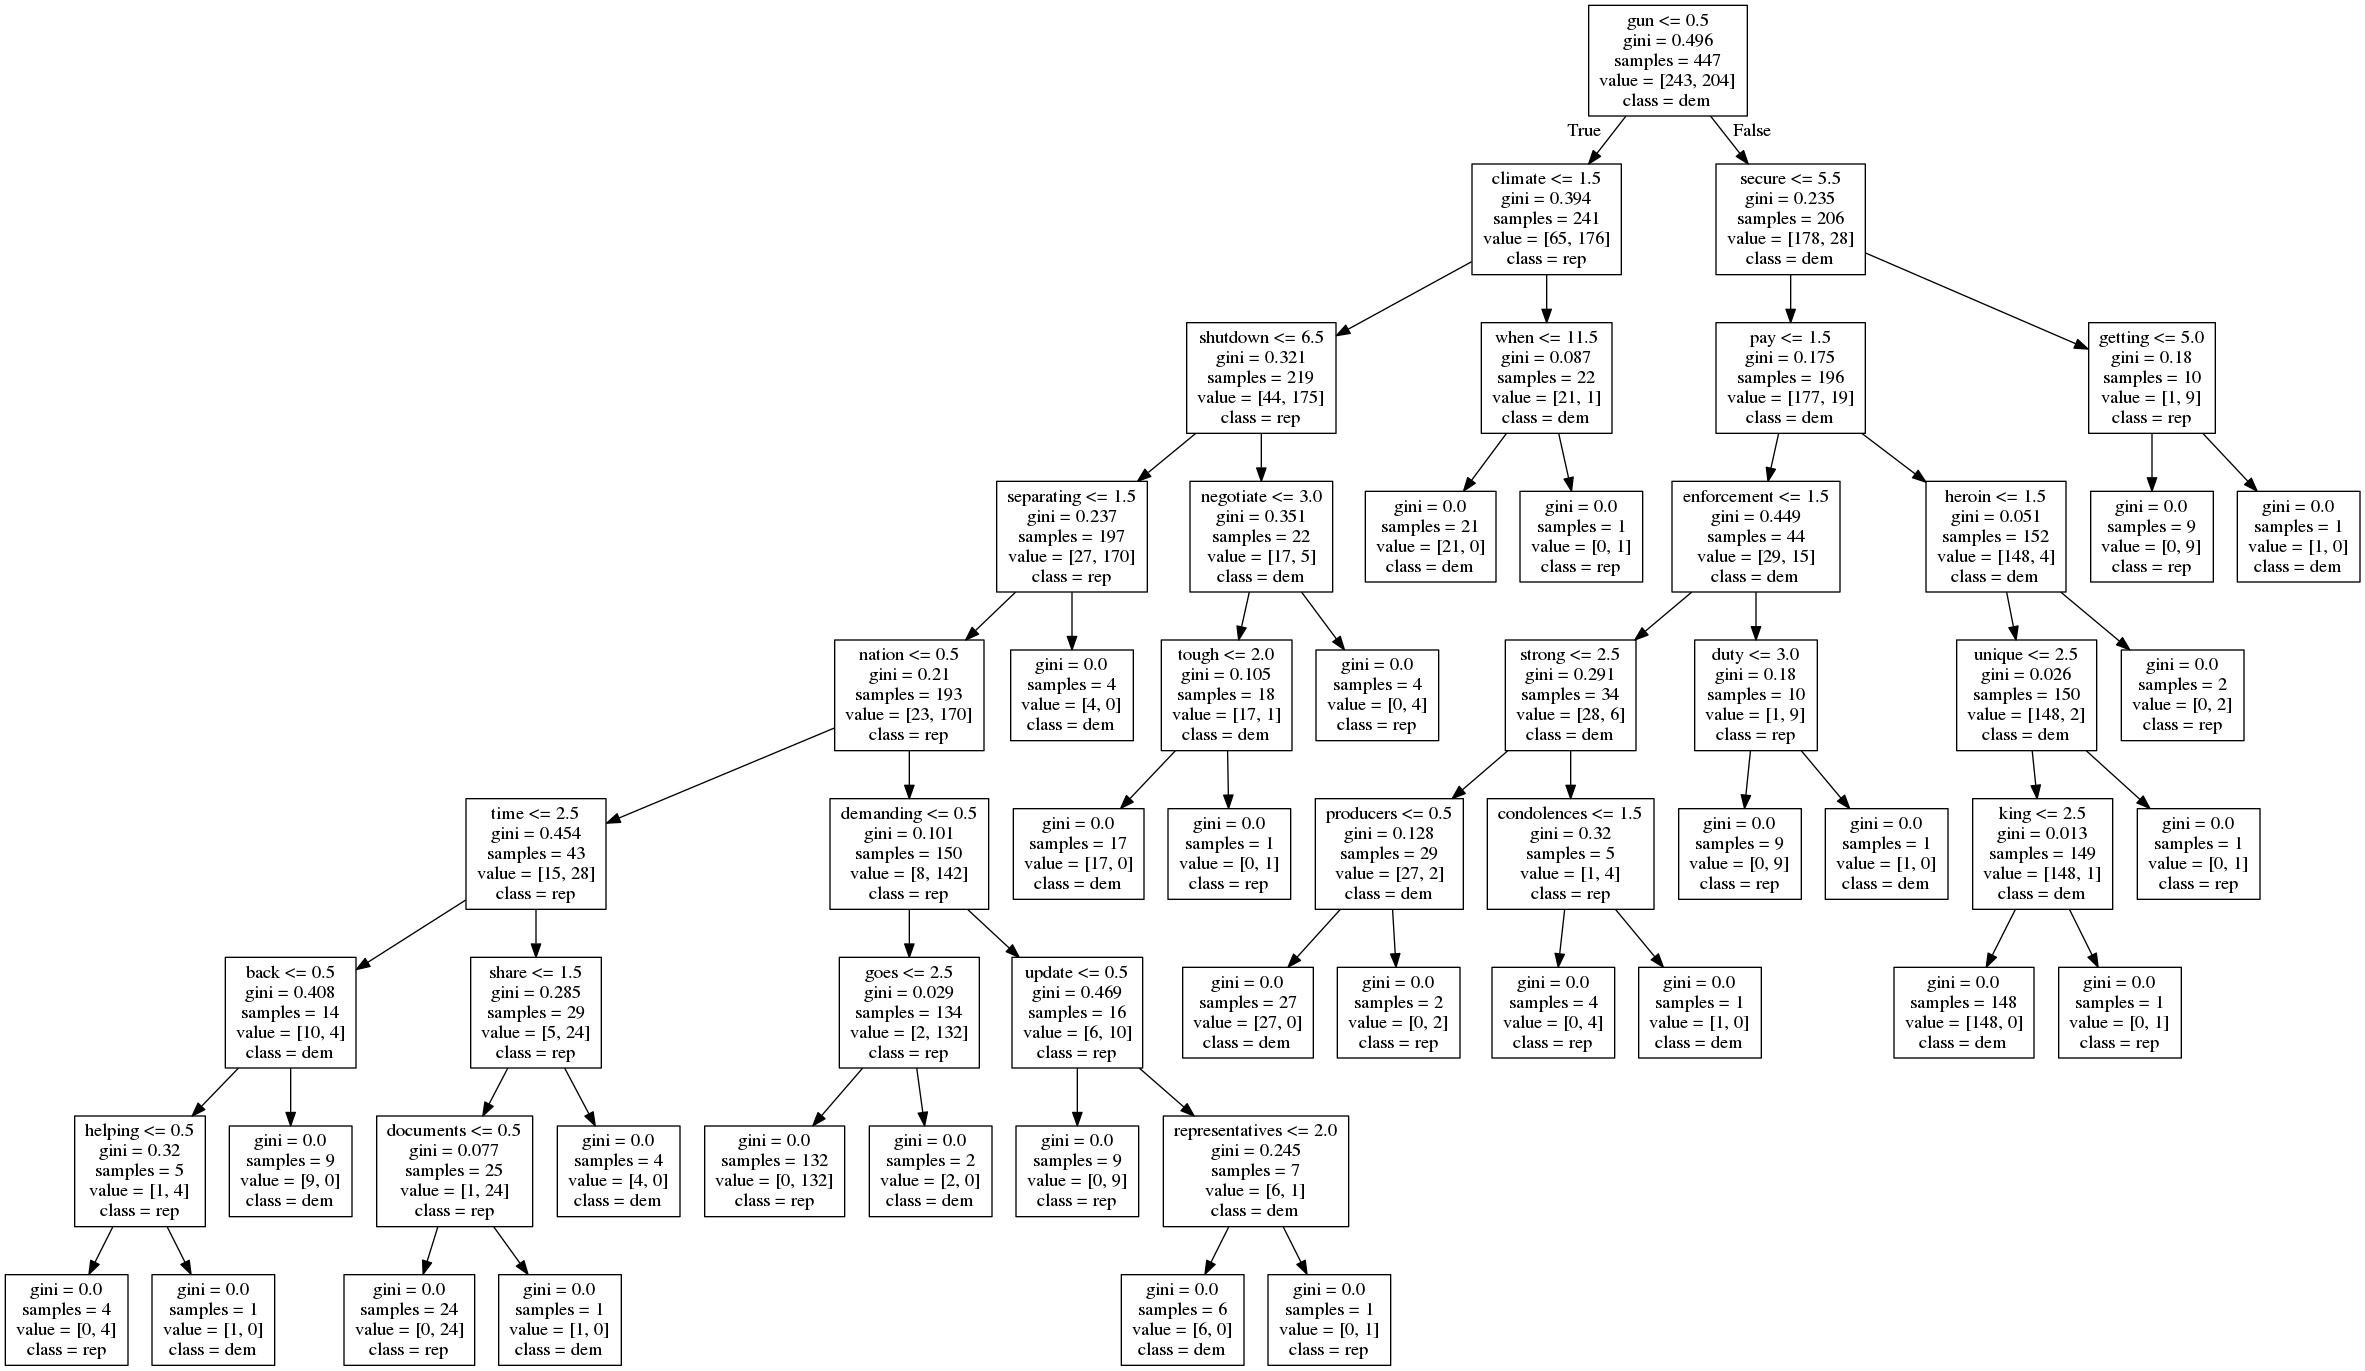 gun <= 0.5
gini = 0.496
samples = 447
value = [243, 204]
class = dem
True
False
climate <= 1.5
gini = 0.394
samples = 241
value = [65, 176]
class = rep
secure <= 5.5
gini = 0.235
samples = 206
value = [178, 28]
class = dem
shutdown <= 6.5
gini = 0.321
samples = 219
value = [44, 175]
class = rep
when <= 11.5
gini = 0.087
samples = 22
value = [21, 1]
class = dem
pay <= 1.5
gini = 0.175
samples = 196
value = [177, 19]
class = dem
getting <= 5.0
gini = 0.18
samples = 10
value = [1, 9]
class = rep
separating <= 1.5
gini = 0.237
samples = 197
value = [27, 170]
class = rep
negotiate <= 3.0
gini = 0.351
samples = 22
value = [17, 5]
class = dem
gini = 0.0
samples = 21
value = [21, 0]
class = dem
gini = 0.0
samples = 1
value = [0, 1]
class = rep
enforcement <= 1.5
gini = 0.449
samples = 44
value = [29, 15]
class = dem
heroin <= 1.5
gini = 0.051
samples = 152
value = [148, 4]
class = dem
gini = 0.0
samples = 9
value = [0, 9]
class = rep
gini = 0.0
samples = 1
value = [1, 0]
class = dem
nation <= 0.5
gini = 0.21
samples = 193
value = [23, 170]
class = rep
gini = 0.0
samples = 4
value = [4, 0]
class = dem
tough <= 2.0
gini = 0.105
samples = 18
value = [17, 1]
class = dem
gini = 0.0
samples = 4
value = [0, 4]
class = rep
strong <= 2.5
gini = 0.291
samples = 34
value = [28, 6]
class = dem
duty <= 3.0
gini = 0.18
samples = 10
value = [1, 9]
class = rep
unique <= 2.5
gini = 0.026
samples = 150
value = [148, 2]
class = dem
gini = 0.0
samples = 2
value = [0, 2]
class = rep
time <= 2.5
gini = 0.454
samples = 43
value = [15, 28]
class = rep
demanding <= 0.5
gini = 0.101
samples = 150
value = [8, 142]
class = rep
gini = 0.0
samples = 17
value = [17, 0]
class = dem
gini = 0.0
samples = 1
value = [0, 1]
class = rep
producers <= 0.5
gini = 0.128
samples = 29
value = [27, 2]
class = dem
condolences <= 1.5
gini = 0.32
samples = 5
value = [1, 4]
class = rep
gini = 0.0
samples = 9
value = [0, 9]
class = rep
gini = 0.0
samples = 1
value = [1, 0]
class = dem
king <= 2.5
gini = 0.013
samples = 149
value = [148, 1]
class = dem
gini = 0.0
samples = 1
value = [0, 1]
class = rep
back <= 0.5
gini = 0.408
samples = 14
value = [10, 4]
class = dem
share <= 1.5
gini = 0.285
samples = 29
value = [5, 24]
class = rep
goes <= 2.5
gini = 0.029
samples = 134
value = [2, 132]
class = rep
update <= 0.5
gini = 0.469
samples = 16
value = [6, 10]
class = rep
gini = 0.0
samples = 27
value = [27, 0]
class = dem
gini = 0.0
samples = 2
value = [0, 2]
class = rep
gini = 0.0
samples = 4
value = [0, 4]
class = rep
gini = 0.0
samples = 1
value = [1, 0]
class = dem
gini = 0.0
samples = 148
value = [148, 0]
class = dem
gini = 0.0
samples = 1
value = [0, 1]
class = rep
helping <= 0.5
gini = 0.32
samples = 5
value = [1, 4]
class = rep
gini = 0.0
samples = 9
value = [9, 0]
class = dem
documents <= 0.5
gini = 0.077
samples = 25
value = [1, 24]
class = rep
gini = 0.0
samples = 4
value = [4, 0]
class = dem
gini = 0.0
samples = 132
value = [0, 132]
class = rep
gini = 0.0
samples = 2
value = [2, 0]
class = dem
gini = 0.0
samples = 9
value = [0, 9]
class = rep
representatives <= 2.0
gini = 0.245
samples = 7
value = [6, 1]
class = dem
gini = 0.0
samples = 4
value = [0, 4]
class = rep
gini = 0.0
samples = 1
value = [1, 0]
class = dem
gini = 0.0
samples = 24
value = [0, 24]
class = rep
gini = 0.0
samples = 1
value = [1, 0]
class = dem
gini = 0.0
samples = 6
value = [6, 0]
class = dem
gini = 0.0
samples = 1
value = [0, 1]
class = rep